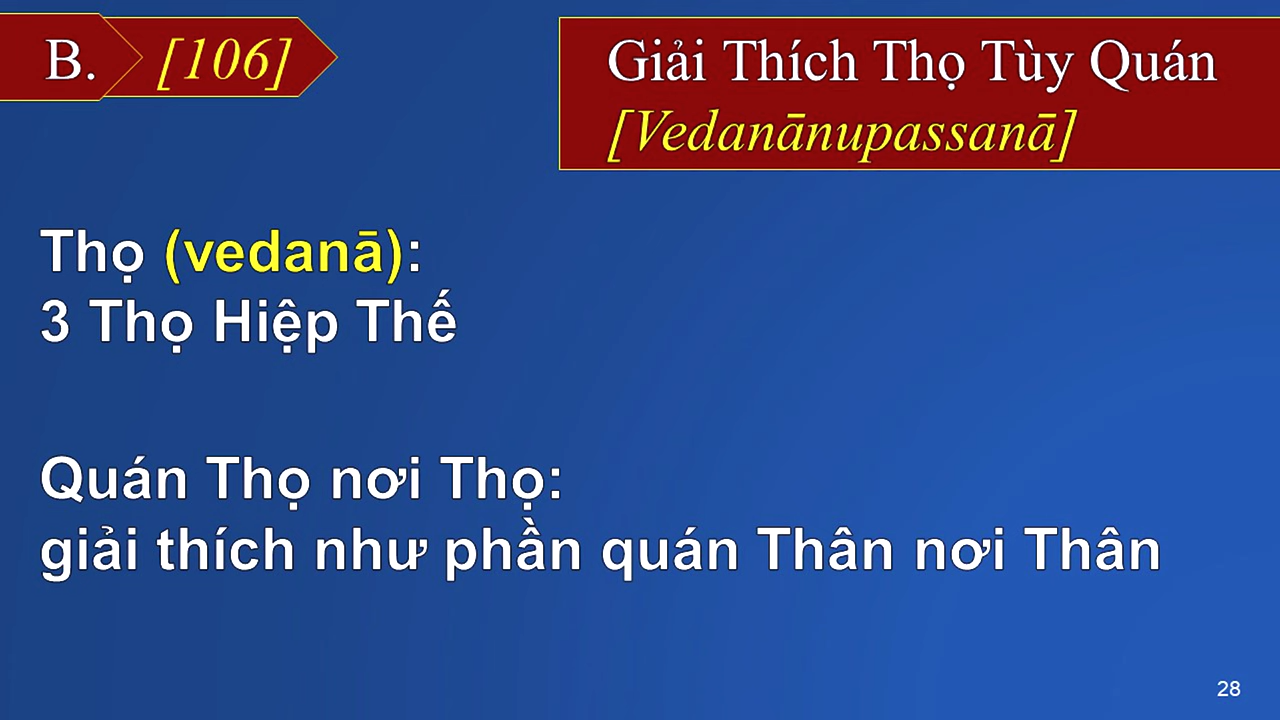 B. [106]
Giải Thích Thọ Tùy Quán
[Vedanānupassanā]
Thọ (vedanā):
3 Thọ Hiệp Thế
Quán Thọ nơi Thọ:
giải thích như phần quán Thân nơi Thân
28